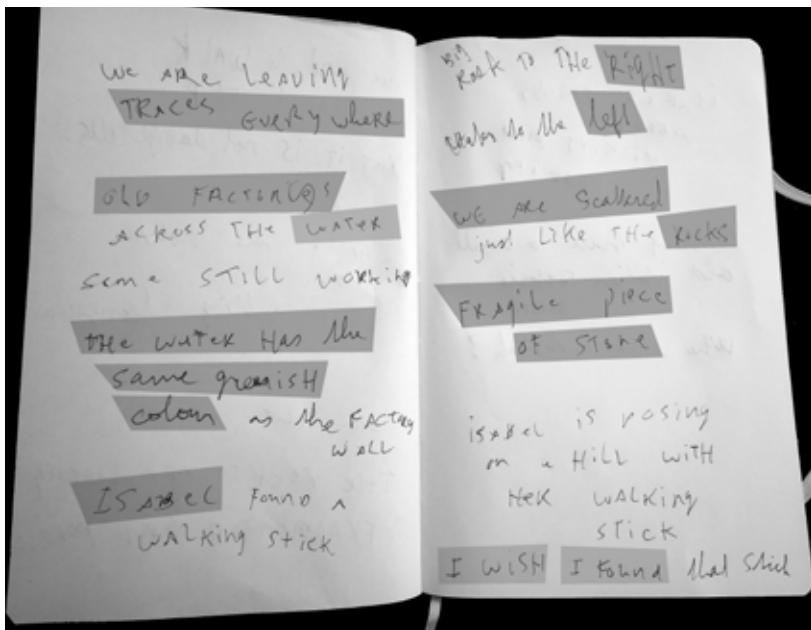 WE ARE LEAVING
TRACES EVERYWHERE
OLD FACTORIES
ACROSS THE WATER
some STILL WORKING
THE WATER HAS the
same greenish
colour as the FACTORY
WALL
ISABEL FOUND A
WALKING STICK
BIG
Rock TO THE RIGHT
to the left
WE ARE Scattered
just LIKE THE ROCKS
FRAGILE piece
OF STONE
ISABEL is posing
on a HILL WITH
HER WALKING
STICK
I WISH I FOUND that stick